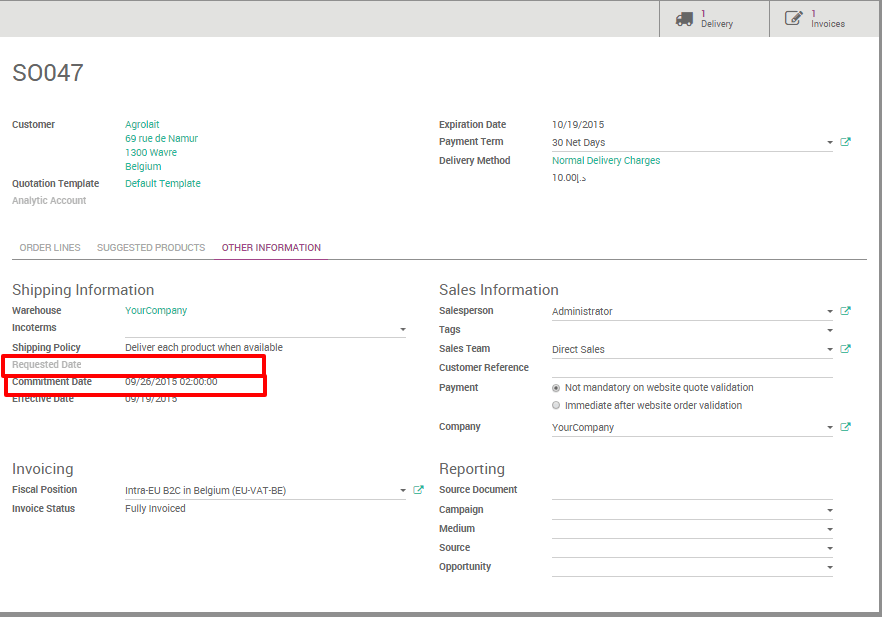 1
Delivery
1
Invoices
SO047
Customer
Agrolait
69 rue de Namur
1300 Wavre
Belgium
Quotation Template
Default Template
Analytic Account
Expiration Date
10/19/2015
Payment Term
30 Net Days
Delivery Method
Normal Delivery Charges
10.00د.إ
ORDER LINES
SUGGESTED PRODUCTS
OTHER INFORMATION
Shipping Information
Warehouse
YourCompany
Incoterms
Shipping Policy
Deliver each product when available
Requested Date
Commitment Date
09/26/2015 02:00:00
Effective Date
09/19/2015
Sales Information
Salesperson
Administrator
Tags
Sales Team
Direct Sales
Customer Reference
Payment
Not mandatory on website quote validation
Immediate after website order validation
Company
YourCompany
Invoicing
Fiscal Position
Intra-EU B2C in Belgium (EU-VAT-BE)
Invoice Status
Fully Invoiced
Reporting
Source Document
Campaign
Medium
Source
Opportunity